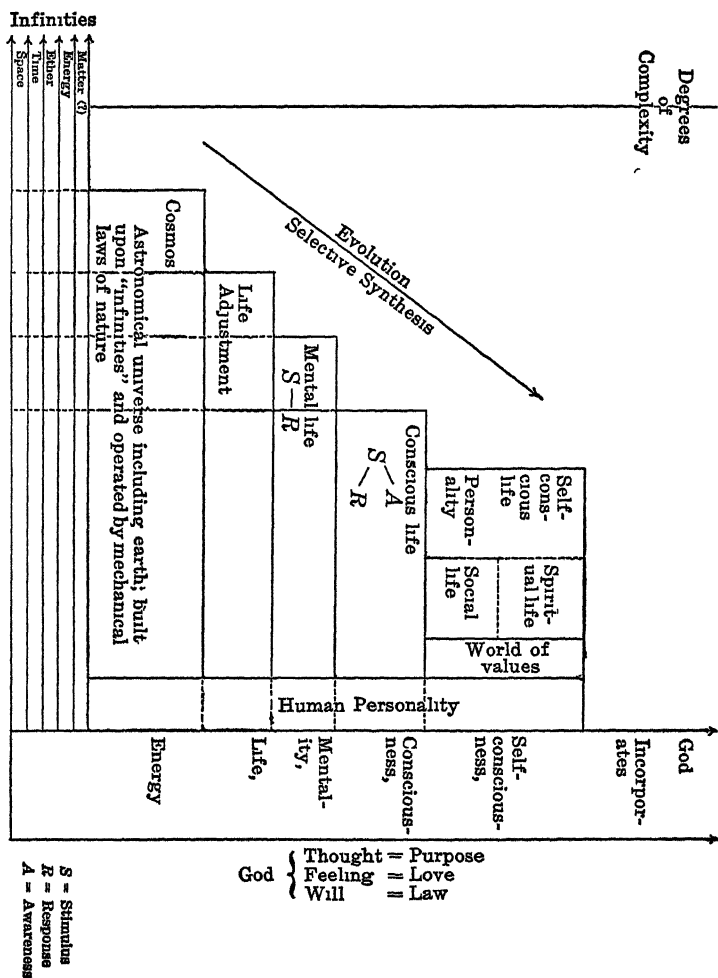 Infinities
Matter (?)
Energy
Ether
Time
Space
Degrees
of
Complexity
Evolution
Selective Synthesis
Cosmos
Astronomical universe including earth; built
upon "infinities" and operated by mechanical
laws of nature
Life
Adjustment
Mental life
S—R
Conscious life
A
S
R
Self-
cons-
cious
life
Person-
ality
Spirit-
ual life
Social
life
World of
values
Human Personality
God
Incorpor-
ates
Self-
conscious-
ness,
Conscious-
ness,
Mental-
ity,
Life,
Energy
God { Thought = Purpose
Feeling = Love
Will = Law
S = Stimulus
R = Response
A = Awareness